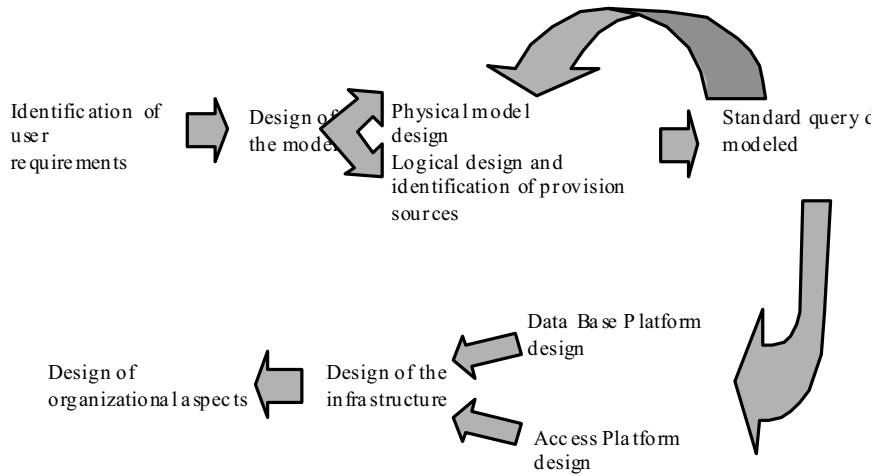 Identification of
user
requirements
Design of
the model
Physical model
design
Logical design and
identification of provision
sources
Standard query d
modeled
Data Base Platform
design
Design of the
infrastructure
Design of
organizational aspects
Access Platform
design